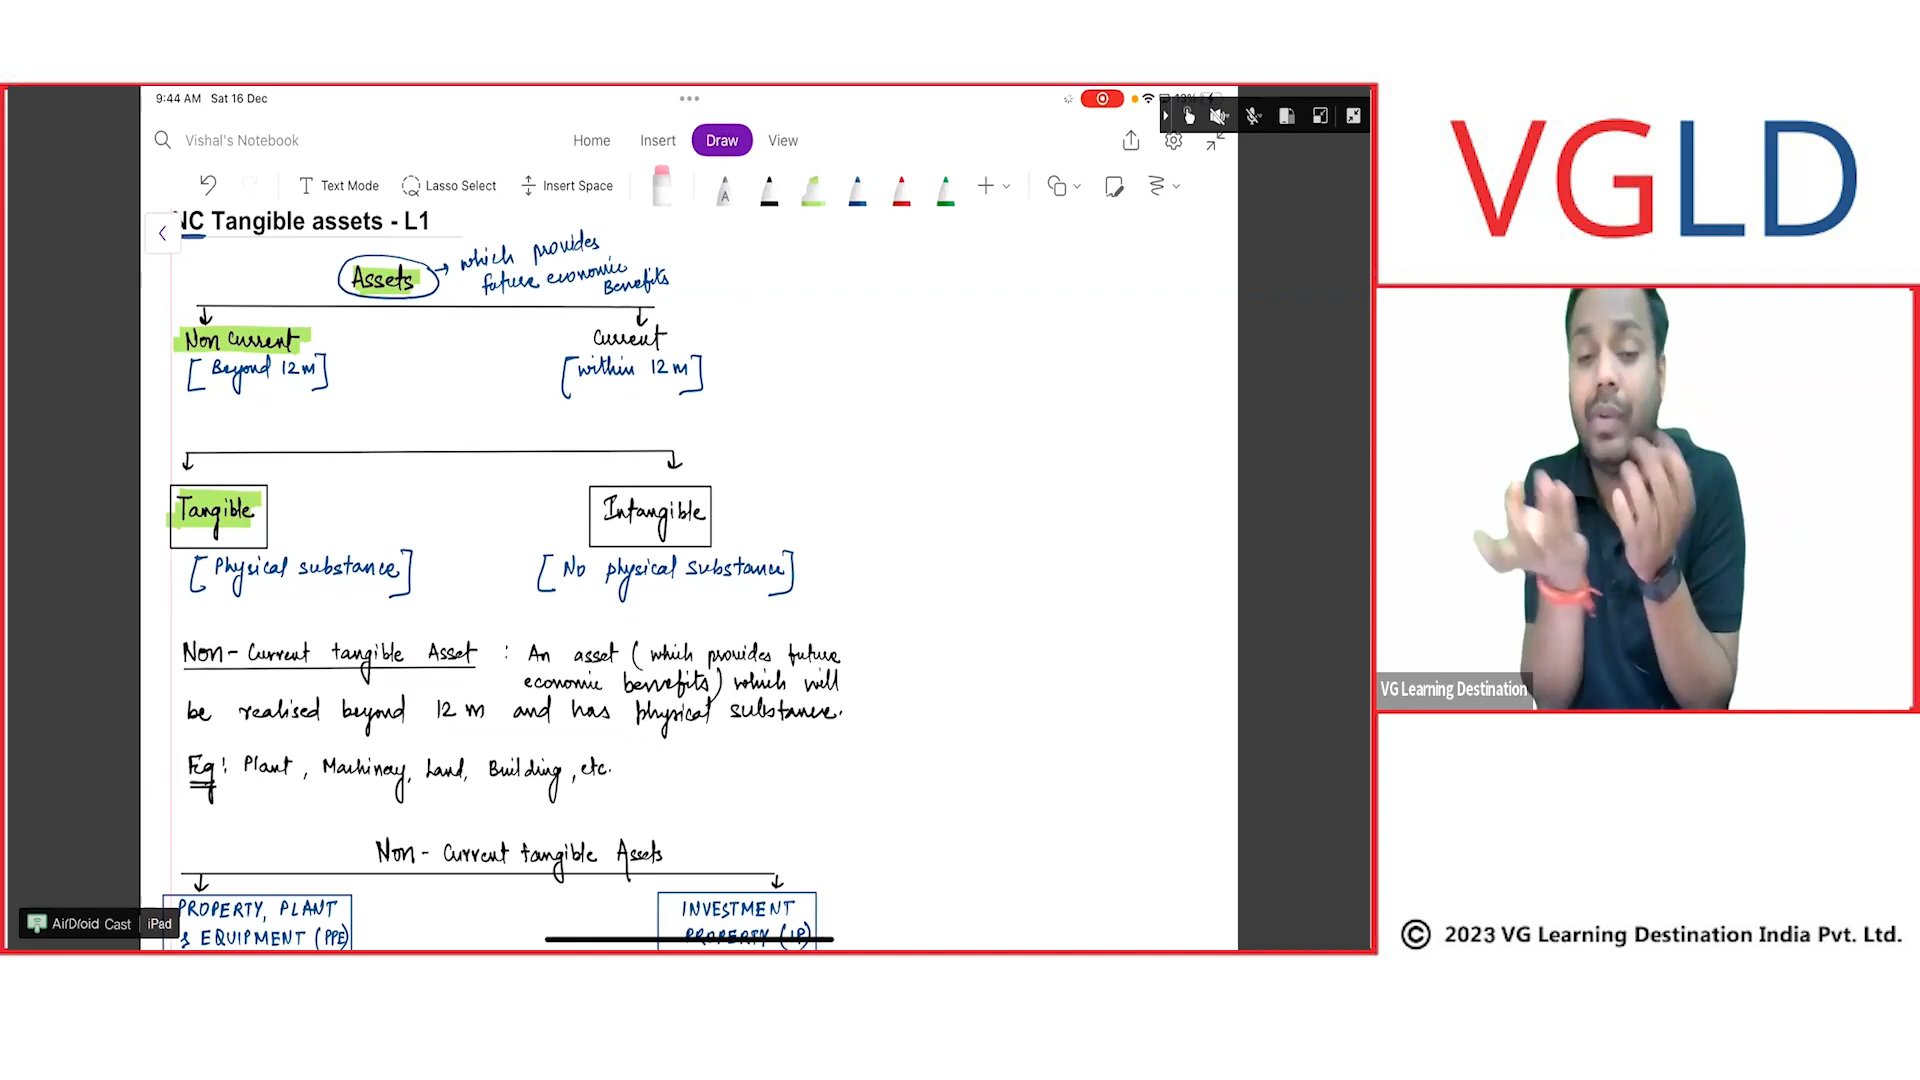 9:44 AM Sat 16 Dec
13%
Vishal's Notebook
Home Insert Draw View
Text Mode Lasso Select Insert Space
A
NC Tangible assets - L1
Assets → which provides
future economic
Benefits
Non Current Current
[Beyond 12 m] [within 12 m]
Tangible Intangible
[Physical substance] [No physical substance]
Non-Current tangible Asset : An asset (which provides future
economic benefits) which will
be realised beyond 12 m and has physical substance.
Eg: Plant, Machinery, Land, Building, etc.
Non-Current tangible Assets
PROPERTY, PLANT INVESTMENT
& EQUIPMENT (PPE) PROPERTY (IP)
AirDroid Cast iPad
VGLD
VG Learning Destination
© 2023 VG Learning Destination India Pvt. Ltd.